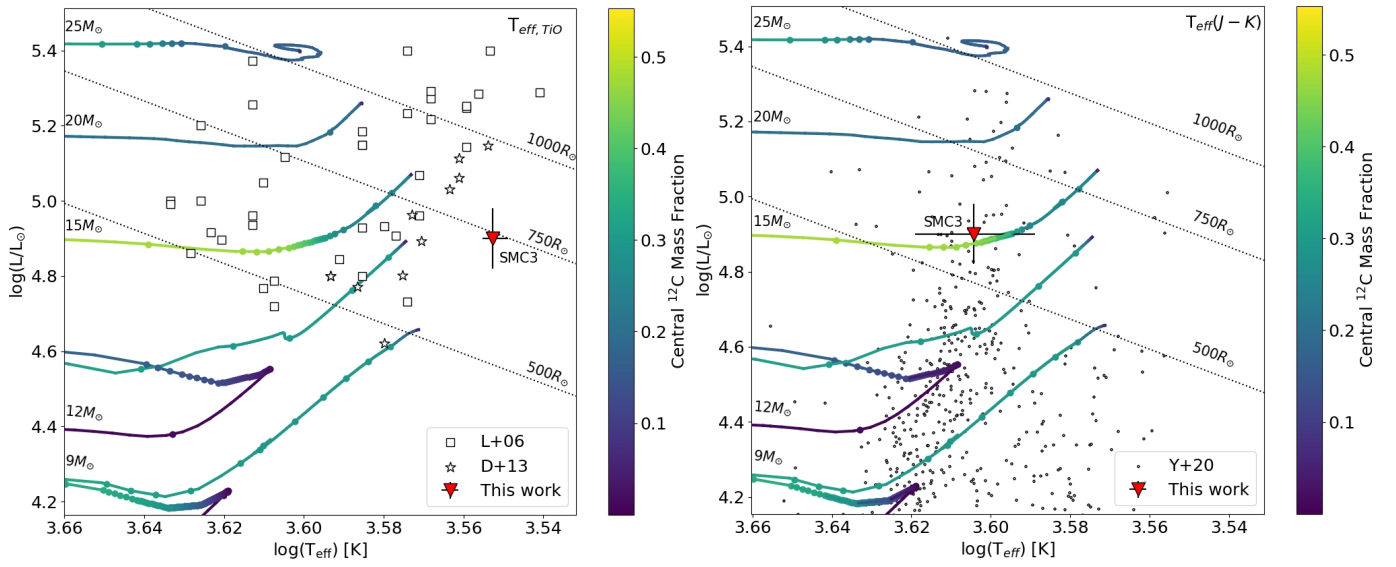 T_eff, TiO
25M⊙
20M⊙
15M⊙
12M⊙
9M⊙
1000R⊙
750R⊙
500R⊙
SMC3
L+06
D+13
This work
5.4
5.2
5.0
4.8
4.6
4.4
4.2
log(L/L⊙)
3.66
3.64
3.62
3.60
3.58
3.56
3.54
log(T_eff) [K]
0.5
0.4
0.3
0.2
0.1
Central ¹²C Mass Fraction
T_eff(J − K)
25M⊙
20M⊙
15M⊙
12M⊙
9M⊙
1000R⊙
750R⊙
500R⊙
SMC3
Y+20
This work
5.4
5.2
5.0
4.8
4.6
4.4
4.2
log(L/L⊙)
3.66
3.64
3.62
3.60
3.58
3.56
3.54
log(T_eff) [K]
0.5
0.4
0.3
0.2
0.1
Central ¹²C Mass Fraction